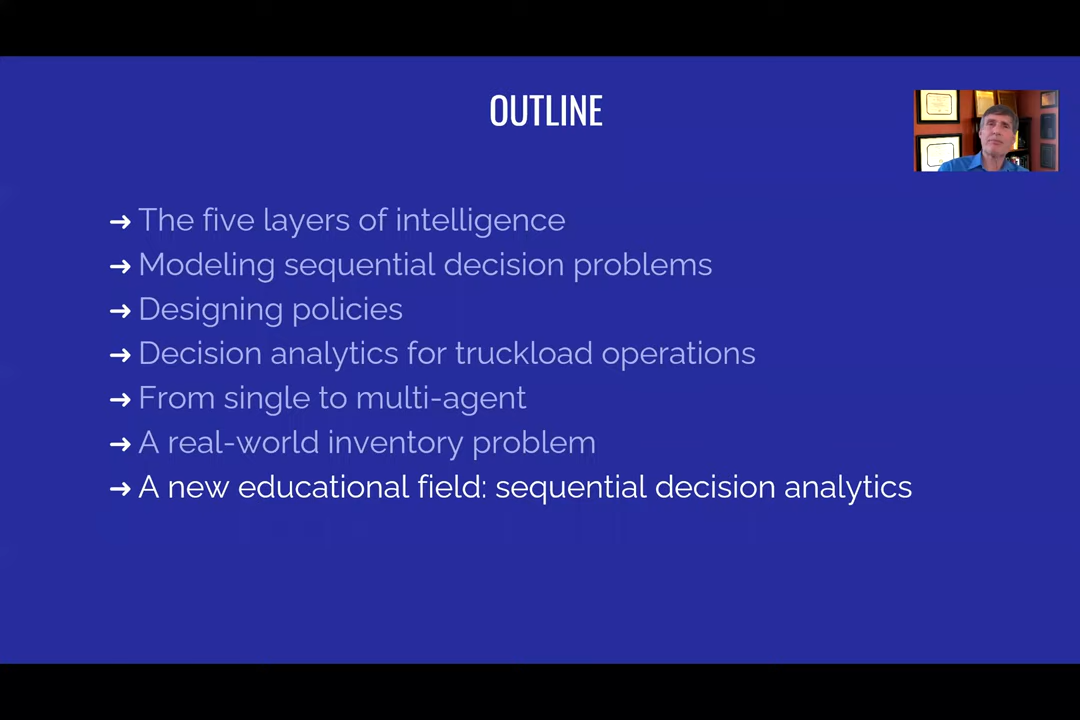 OUTLINE
➜ The five layers of intelligence
➜ Modeling sequential decision problems
➜ Designing policies
➜ Decision analytics for truckload operations
➜ From single to multi-agent
➜ A real-world inventory problem
➜ A new educational field: sequential decision analytics